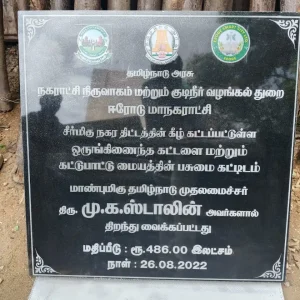 தமிழ்நாடு அரசு
நகராட்சி நிருவாகம் மற்றும் குடிநீர் வழங்கல் துறை
ஈரோடு மாநகராட்சி
சீர்மிகு நகர திட்டத்தின் கீழ் கட்டப்பட்டுள்ள
ஒருங்கிணைந்த கட்டளை மற்றும்
கட்டுபாட்டு மையத்தின் பசுமை கட்டிடம்
மாண்புமிகு தமிழ்நாடு முதலமைச்சர்
திரு. மு.க.ஸ்டாலின் அவர்களால்
திறந்து வைக்கப்பட்டது
மதிப்பீடு : ரூ.486.00 இலட்சம்
நாள் : 26.08.2022